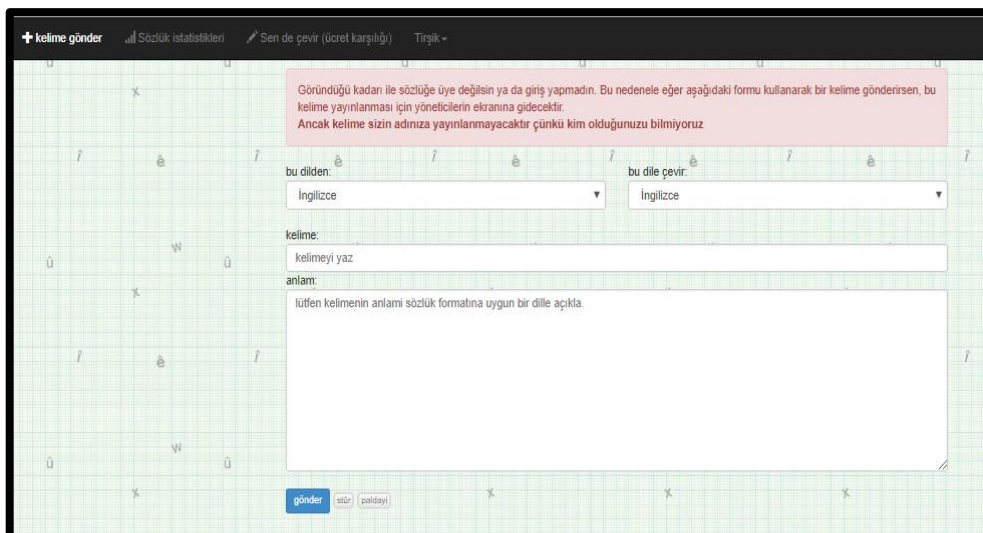 kelime gönder Sözlük istatistikleri Sen de çevir (ücret karşılığı) Tirşik
Göründüğü kadarı ile sözlüğe üye değilsin ya da giriş yapmadın. Bu nedenele eğer aşağıdaki formu kullanarak bir kelime gönderirsen, bu
kelime yayınlanması için yöneticilerin ekranına gidecektir.
Ancak kelime sizin adınıza yayınlanmayacaktır çünkü kim olduğunuzu bilmiyoruz
bu dilden: bu dile çevir:
İngilizce İngilizce
kelime:
kelimeyi yaz
anlam:
lütfen kelimenin anlami sözlük formatına uygun bir dille açıkla.
gönder stûr paldayi